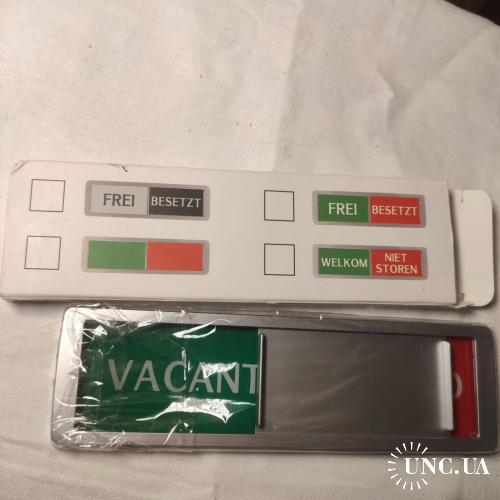 FREI BESETZT
FREI BESETZT
WELKOM NIET STOREN
VACANT
UNC.UA